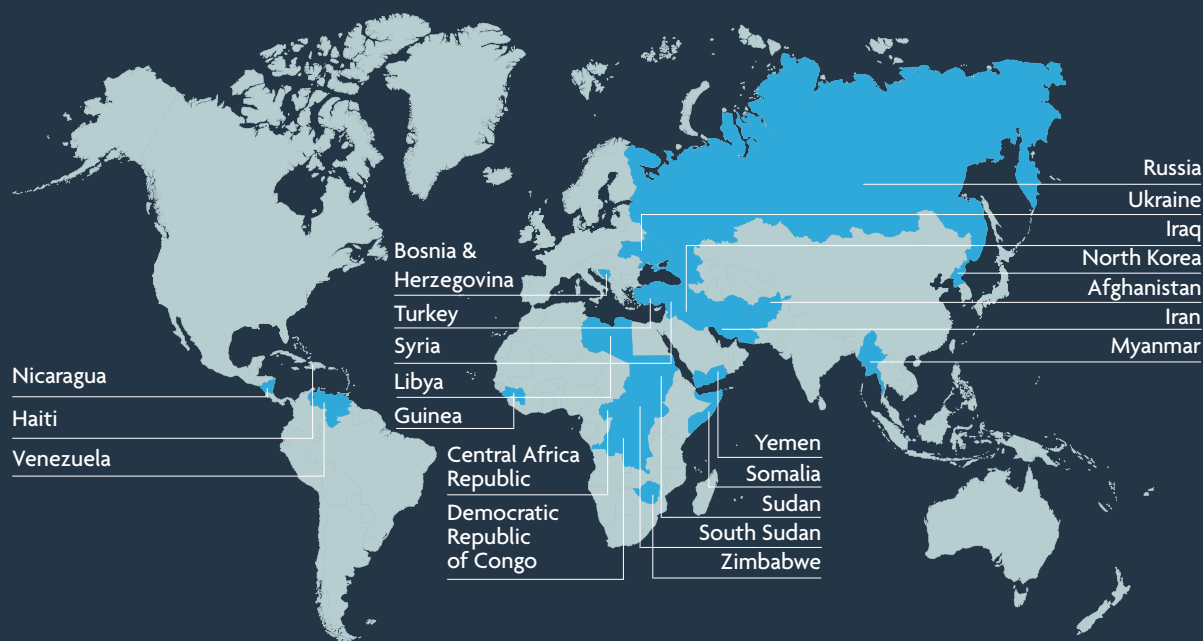 Russia
Ukraine
Iraq
North Korea
Afghanistan
Iran
Myanmar
Bosnia &
Herzegovina
Turkey
Syria
Libya
Guinea
Nicaragua
Haiti
Venezuela
Central Africa
Republic
Democratic
Republic
of Congo
Yemen
Somalia
Sudan
South Sudan
Zimbabwe